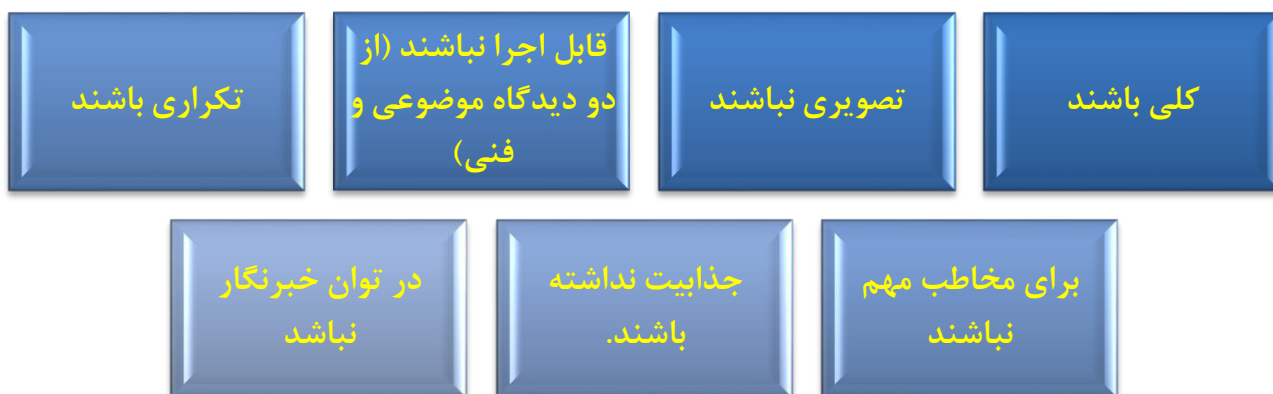 کلی باشند
تصویری نباشند
قابل اجرا نباشند (از
دو دیدگاه موضوعی و
فنی)
تکراری باشند
برای مخاطب مهم
نباشند
جذابیت نداشته
باشند.
در توان خبرنگار
نباشد